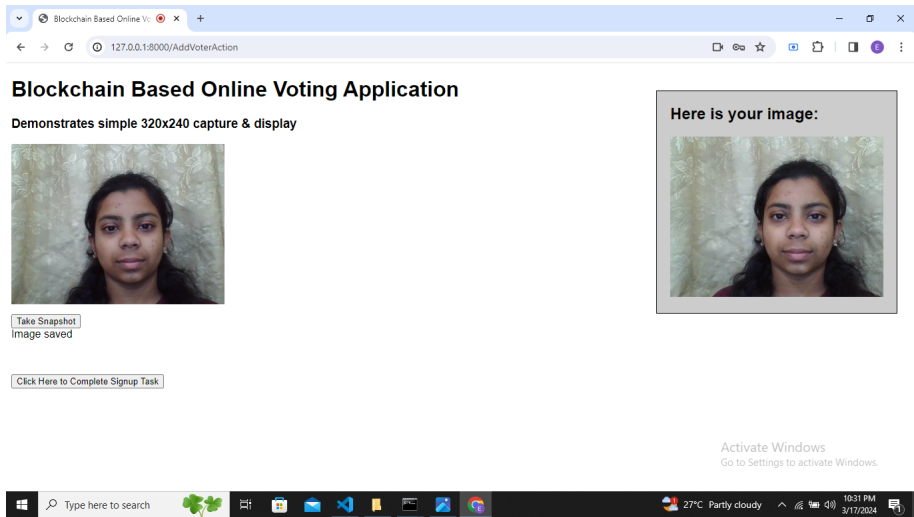 Blockchain Based Online Vo
127.0.0.1:8000/AddVoterAction
E
Blockchain Based Online Voting Application
Demonstrates simple 320x240 capture & display
Take Snapshot
Image saved
Click Here to Complete Signup Task
Here is your image:
Activate Windows
Go to Settings to activate Windows.
Type here to search
27°C Partly cloudy
10:31 PM
3/17/2024